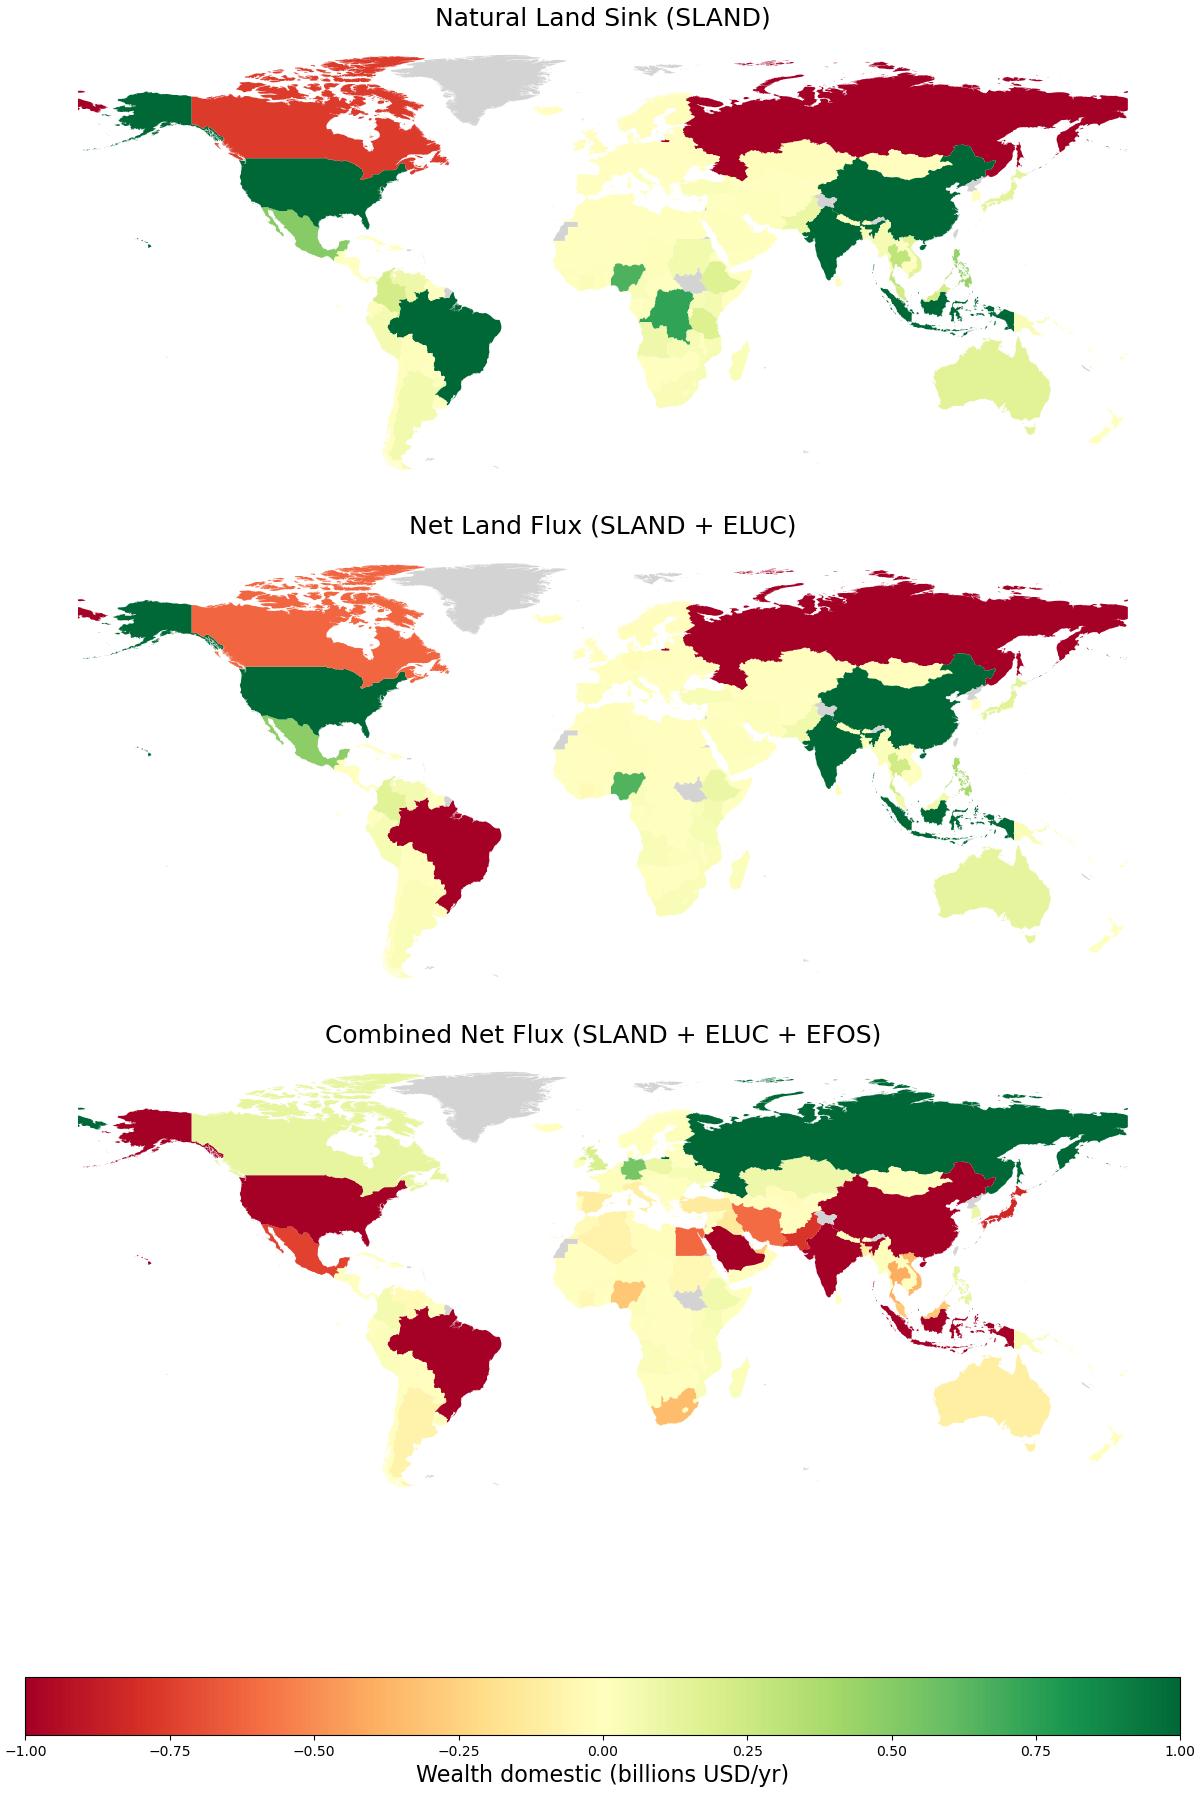 Natural Land Sink (SLAND)
Net Land Flux (SLAND + ELUC)
Combined Net Flux (SLAND + ELUC + EFOS)
−1.00 −0.75 −0.50 −0.25 0.00 0.25 0.50 0.75 1.00
Wealth domestic (billions USD/yr)